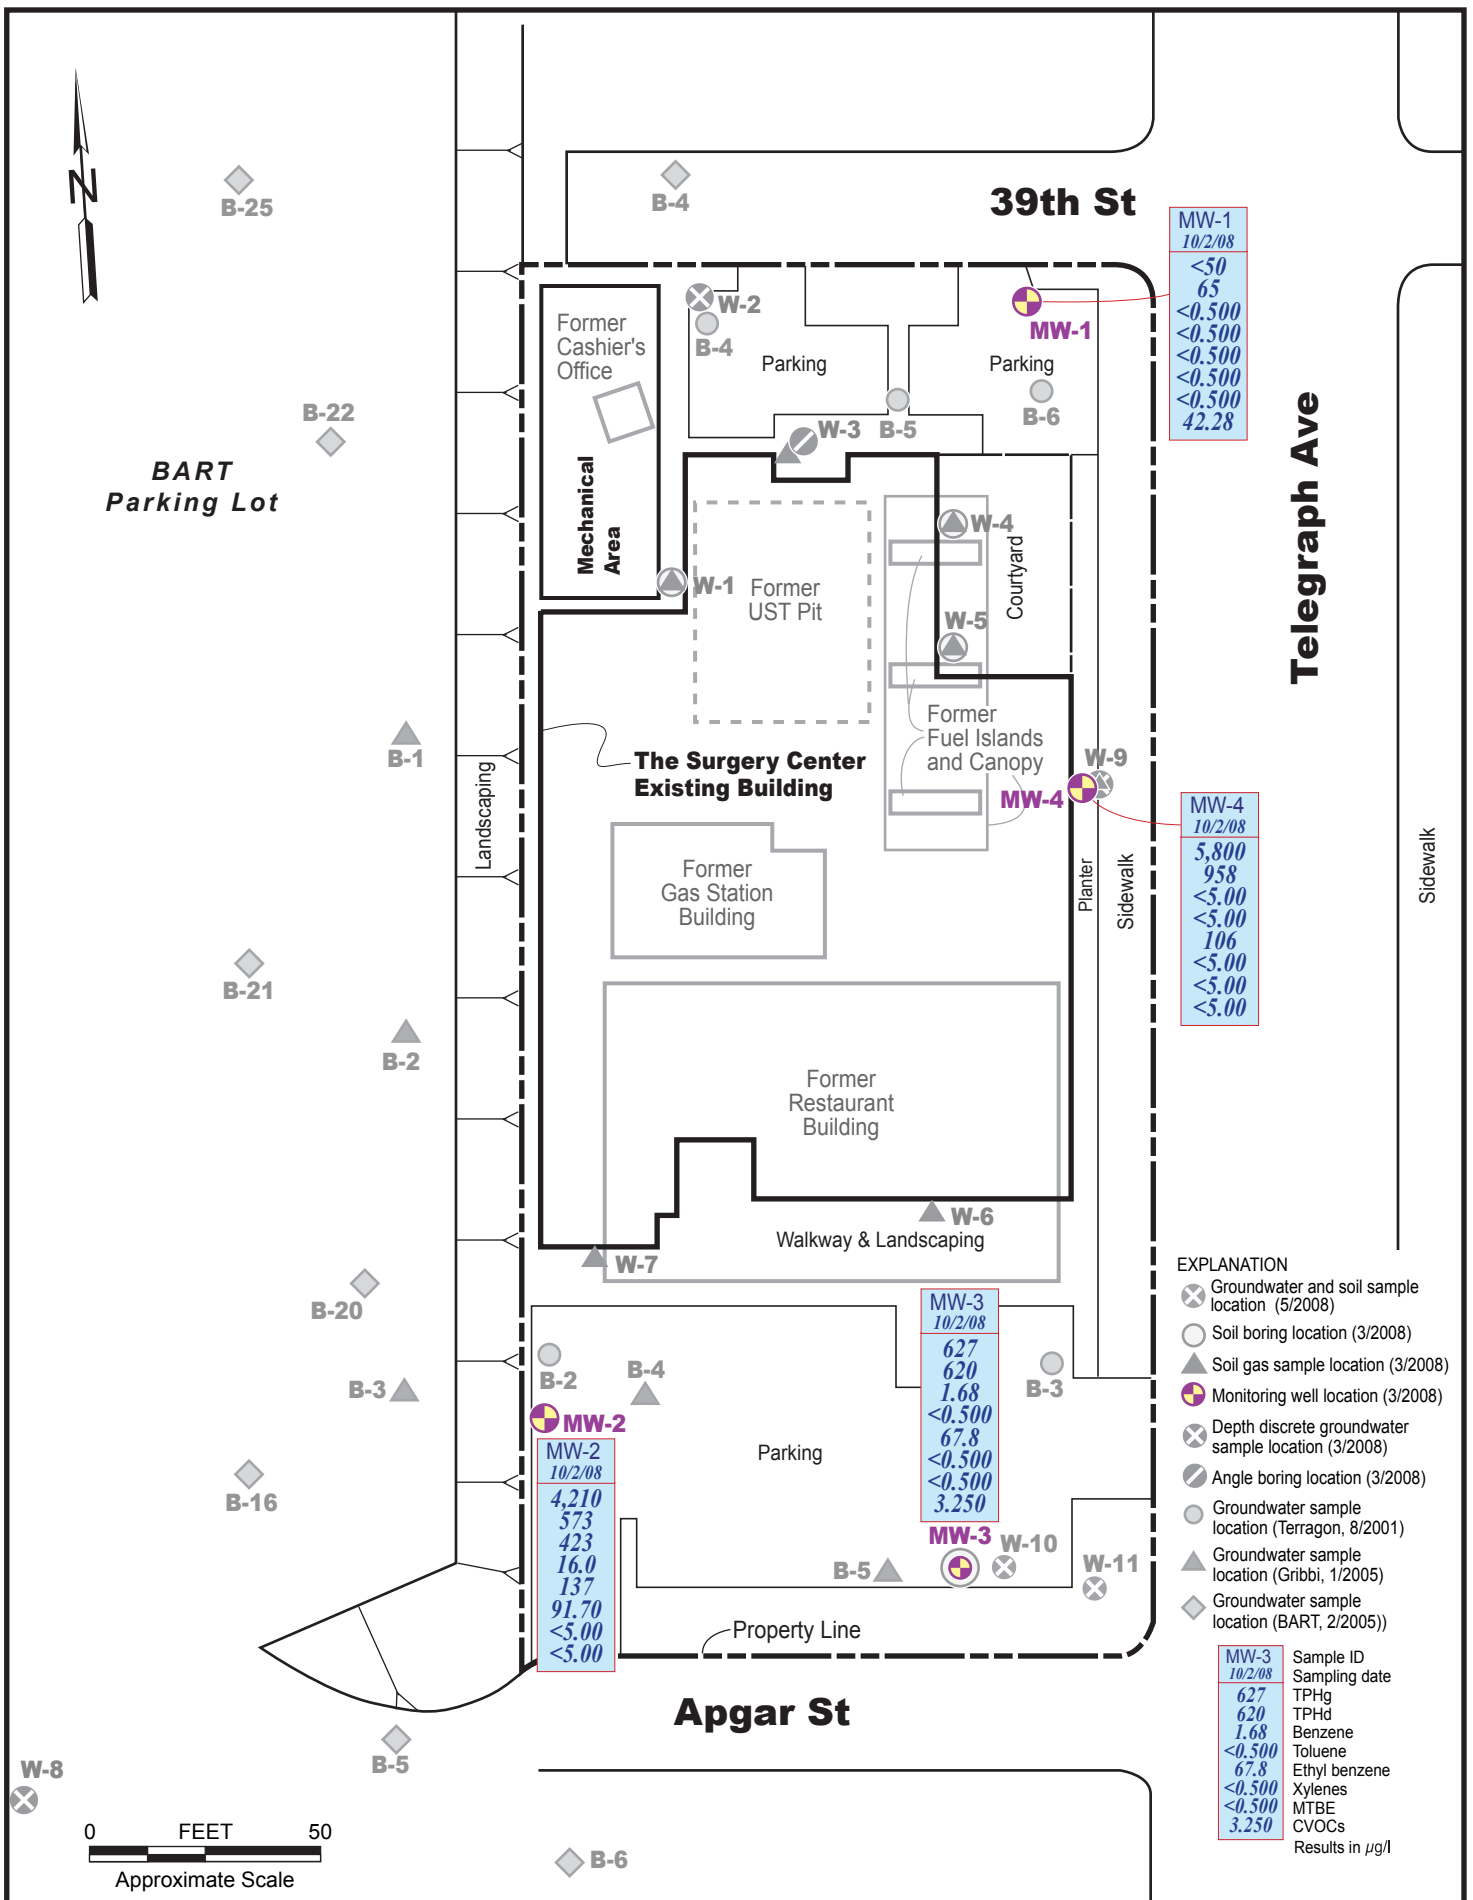 N
B-25
B-4
39th St
MW-1
10/2/08
<50
65
<0.500
<0.500
<0.500
<0.500
<0.500
42.28
Former
Cashier's
Office
W-2
B-4
Parking
MW-1
Parking
B-6
B-5
W-3
B-22
BART
Parking Lot
Mechanical
Area
Telegraph Ave
W-4
Courtyard
W-1
Former
UST Pit
W-5
B-1
Landscaping
The Surgery Center
Existing Building
Former
Fuel Islands
and Canopy
W-9
MW-4
MW-4
10/2/08
5,800
958
<5.00
<5.00
106
<5.00
<5.00
<5.00
Planter
Sidewalk
Sidewalk
Former
Gas Station
Building
B-21
B-2
Former
Restaurant
Building
W-6
Walkway & Landscaping
W-7
B-20
B-3
B-2
B-4
MW-2
MW-2
10/2/08
4,210
573
423
16.0
137
91.70
<5.00
<5.00
Parking
MW-3
10/2/08
627
620
1.68
<0.500
67.8
<0.500
<0.500
3.250
MW-3
B-3
B-16
B-5
W-10
W-11
Property Line
Apgar St
B-5
W-8
B-6
0 FEET 50
Approximate Scale
EXPLANATION
Groundwater and soil sample
location (5/2008)
Soil boring location (3/2008)
Soil gas sample location (3/2008)
Monitoring well location (3/2008)
Depth discrete groundwater
sample location (3/2008)
Angle boring location (3/2008)
Groundwater sample
location (Terragon, 8/2001)
Groundwater sample
location (Gribbi, 1/2005)
Groundwater sample
location (BART, 2/2005))
MW-3 Sample ID
10/2/08 Sampling date
627 TPHg
620 TPHd
1.68 Benzene
<0.500 Toluene
67.8 Ethyl benzene
<0.500 Xylenes
<0.500 MTBE
3.250 CVOCs
Results in µg/l